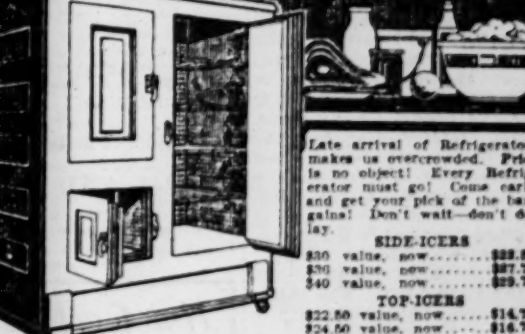 Late arrival of Refrigerato
makes us overcrowded. Pri
is no object! Every Refri
erator must go! Come ear
and get your pick of the ba
gains! Don't wait—don't d
lay.
SIDE-ICERS
$30 value, now
value, now
$40 value, now
TOP-ICERS
$22.50 value, now
$24.50 value, now